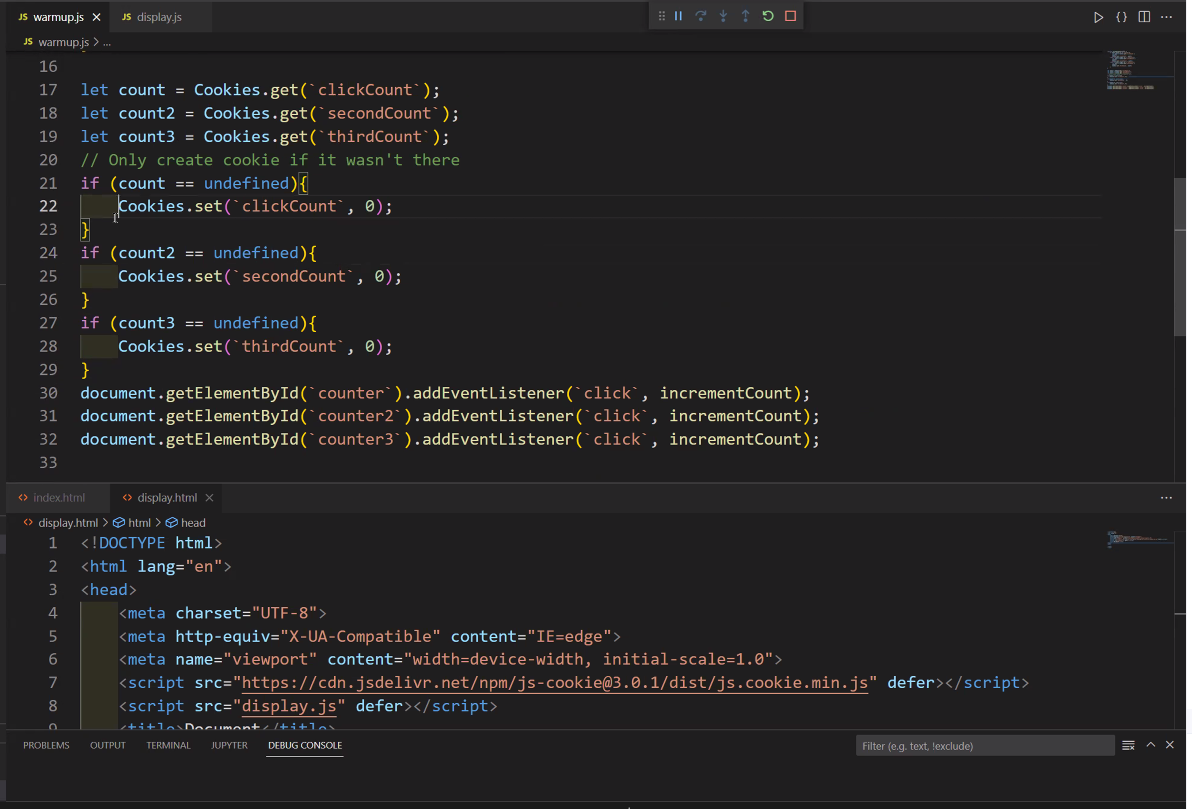 JS warmup.js
JS display.js
JS warmup.js > ...
16
17 let count = Cookies.get(`clickCount`);
18 let count2 = Cookies.get(`secondCount`);
19 let count3 = Cookies.get(`thirdCount`);
20 // Only create cookie if it wasn't there
21 if (count == undefined){
22 Cookies.set(`clickCount`, 0);
23 }
24 if (count2 == undefined){
25 Cookies.set(`secondCount`, 0);
26 }
27 if (count3 == undefined){
28 Cookies.set(`thirdCount`, 0);
29 }
30 document.getElementById(`counter`).addEventListener(`click`, incrementCount);
31 document.getElementById(`counter2`).addEventListener(`click`, incrementCount);
32 document.getElementById(`counter3`).addEventListener(`click`, incrementCount);
33
index.html
display.html
display.html > html > head
1 <!DOCTYPE html>
2 <html lang="en">
3 <head>
4 <meta charset="UTF-8">
5 <meta http-equiv="X-UA-Compatible" content="IE=edge">
6 <meta name="viewport" content="width=device-width, initial-scale=1.0">
7 <script src="https://cdn.jsdelivr.net/npm/js-cookie@3.0.1/dist/js.cookie.min.js" defer></script>
8 <script src="display.js" defer></script>
9 <title>Document</title>
PROBLEMS OUTPUT TERMINAL JUPYTER DEBUG CONSOLE
Filter (e.g. text, !exclude)